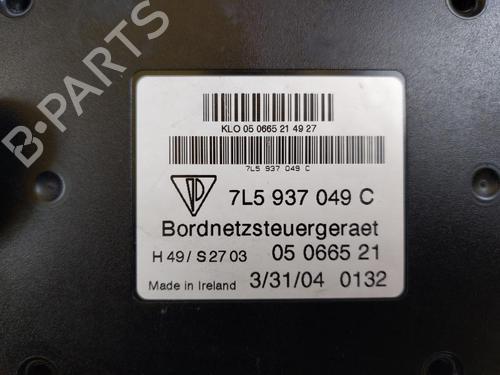 KLO 05 0665 21 49 27
7L5 937 049 C
7L5 937 049 C
Bordnetzsteuergeraet
H 49 / S 27 03 05 0665 21
Made in Ireland 3/31/04 0132
B-PARTS